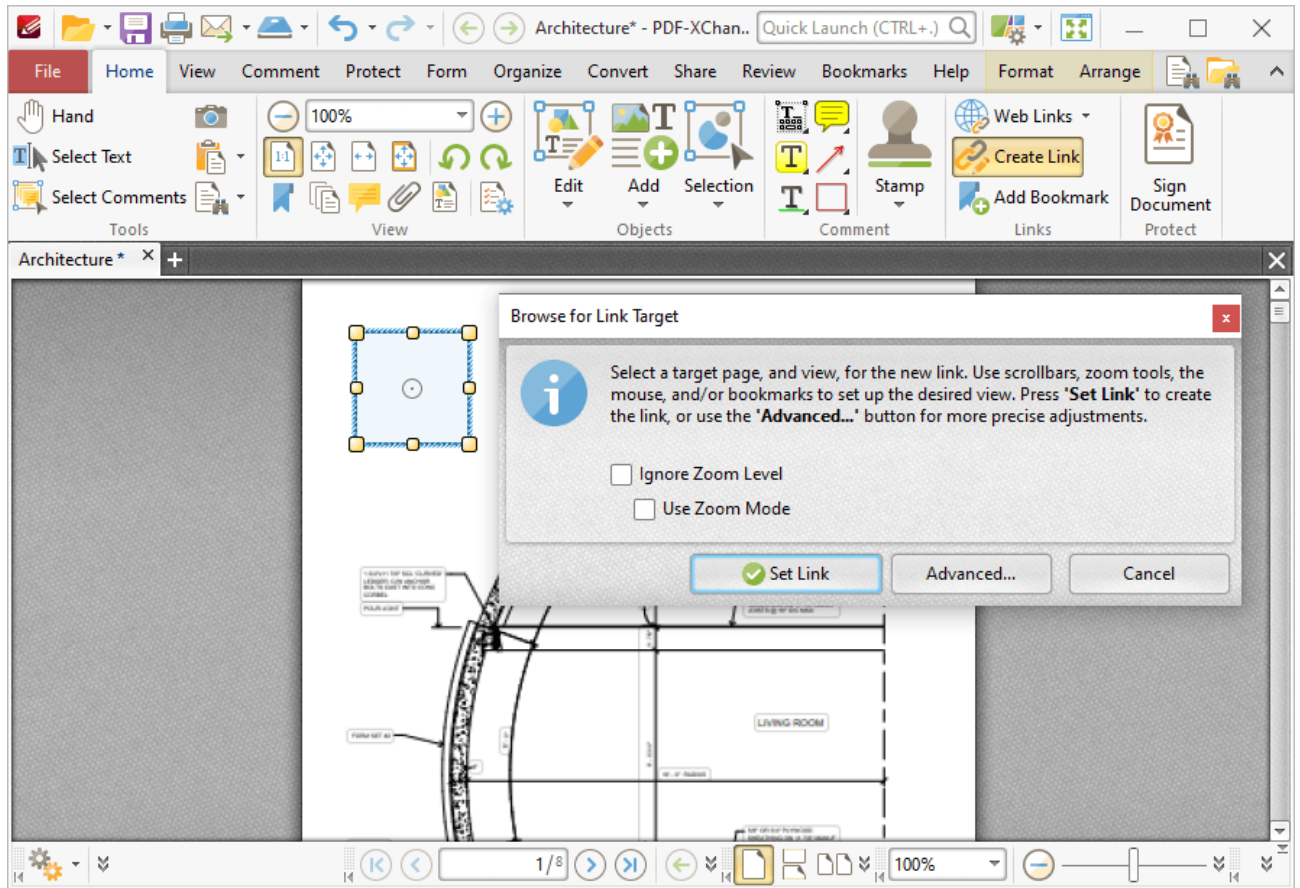 Architecture* - PDF-XChan..
Quick Launch (CTRL+.)
File Home View Comment Protect Form Organize Convert Share Review Bookmarks Help Format Arrange
Hand
Select Text
Select Comments
Tools
100%
1:1
View
Edit
Add
Selection
Objects
Stamp
Comment
Web Links
Create Link
Add Bookmark
Links
Sign
Document
Protect
Architecture *
Browse for Link Target
Select a target page, and view, for the new link. Use scrollbars, zoom tools, the
mouse, and/or bookmarks to set up the desired view. Press 'Set Link' to create
the link, or use the 'Advanced...' button for more precise adjustments.
Ignore Zoom Level
Use Zoom Mode
Set Link
Advanced...
Cancel
POUR JOINT
LIVING ROOM
1/8
100%